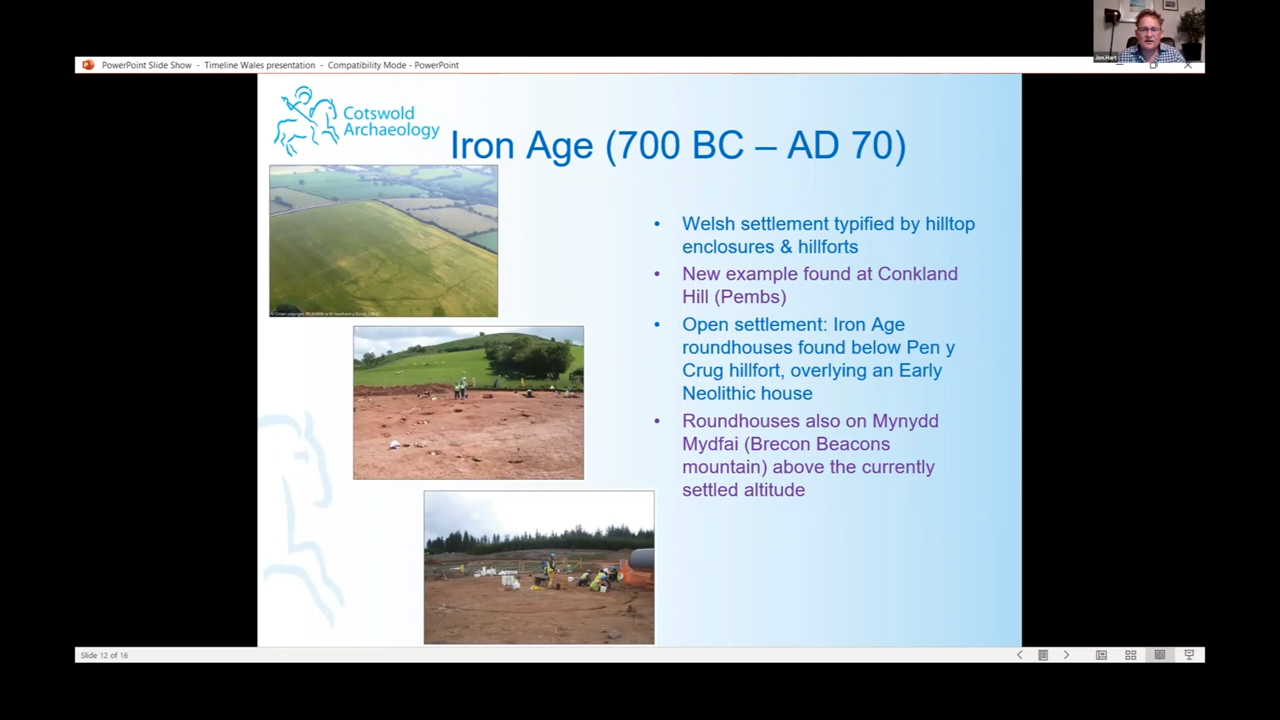 Jon.Hart
PowerPoint Slide Show - Timeline Wales presentation - Compatibility Mode - PowerPoint
Cotswold
Archaeology
Iron Age (700 BC – AD 70)
• Welsh settlement typified by hilltop
enclosures & hillforts
• New example found at Conkland
Hill (Pembs)
• Open settlement: Iron Age
roundhouses found below Pen y
Crug hillfort, overlying an Early
Neolithic house
• Roundhouses also on Mynydd
Mydfai (Brecon Beacons
mountain) above the currently
settled altitude
Slide 12 of 16